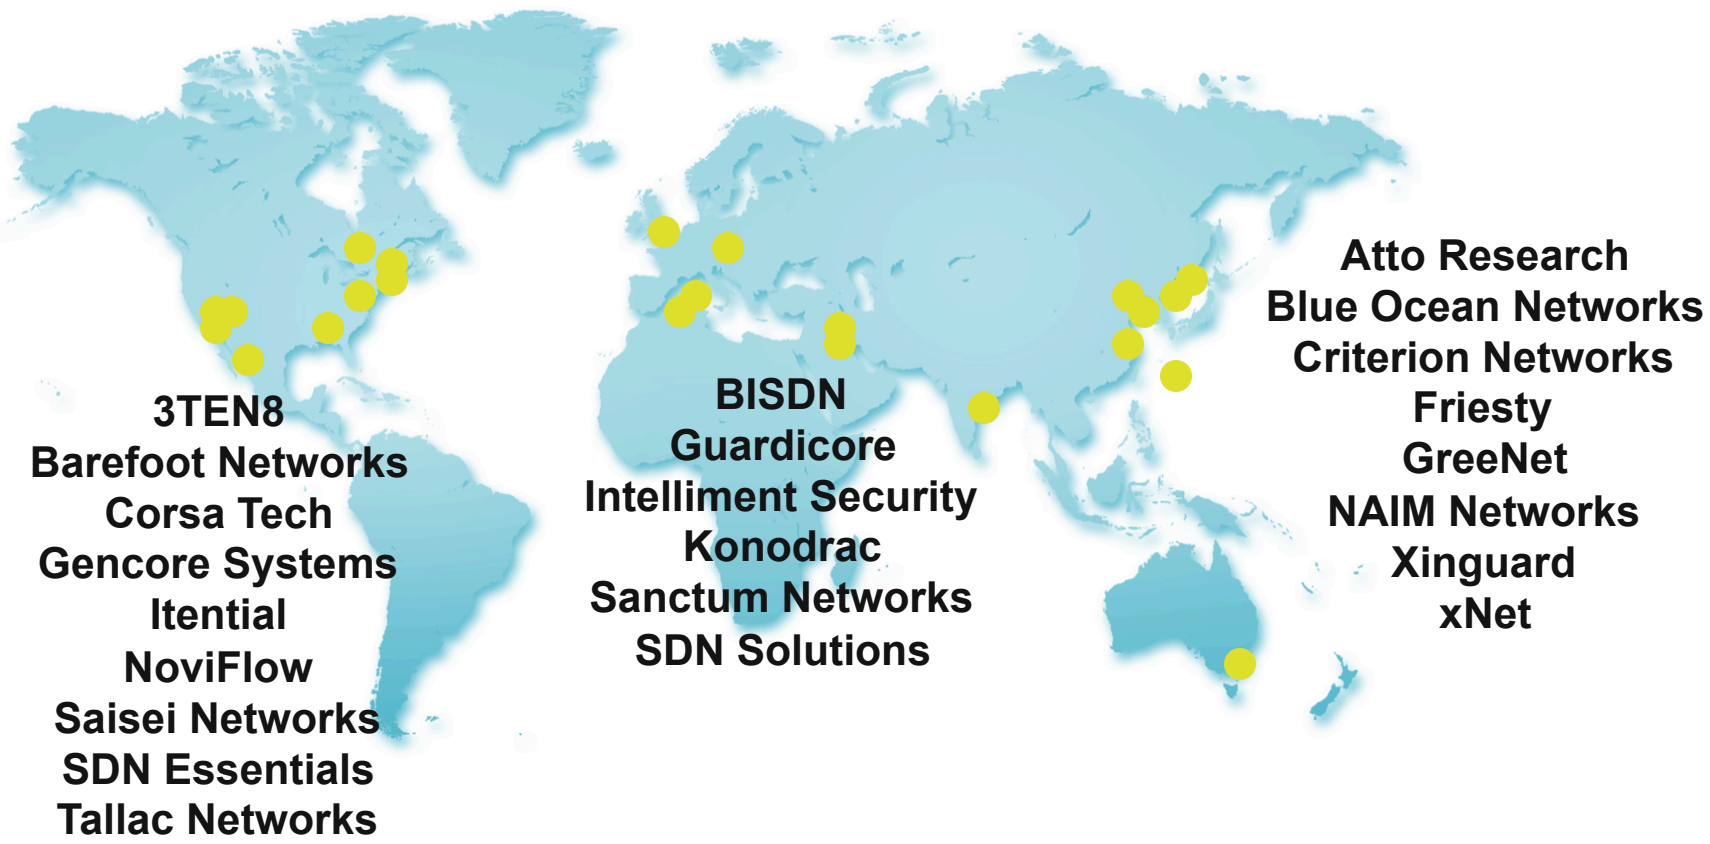 3TEN8
Barefoot Networks
Corsa Tech
Gencore Systems
Itential
NoviFlow
Saisei Networks
SDN Essentials
Tallac Networks
BISDN
Guardicore
Intelliment Security
Konodrac
Sanctum Networks
SDN Solutions
Atto Research
Blue Ocean Networks
Criterion Networks
Friesty
GreeNet
NAIM Networks
Xinguard
xNet